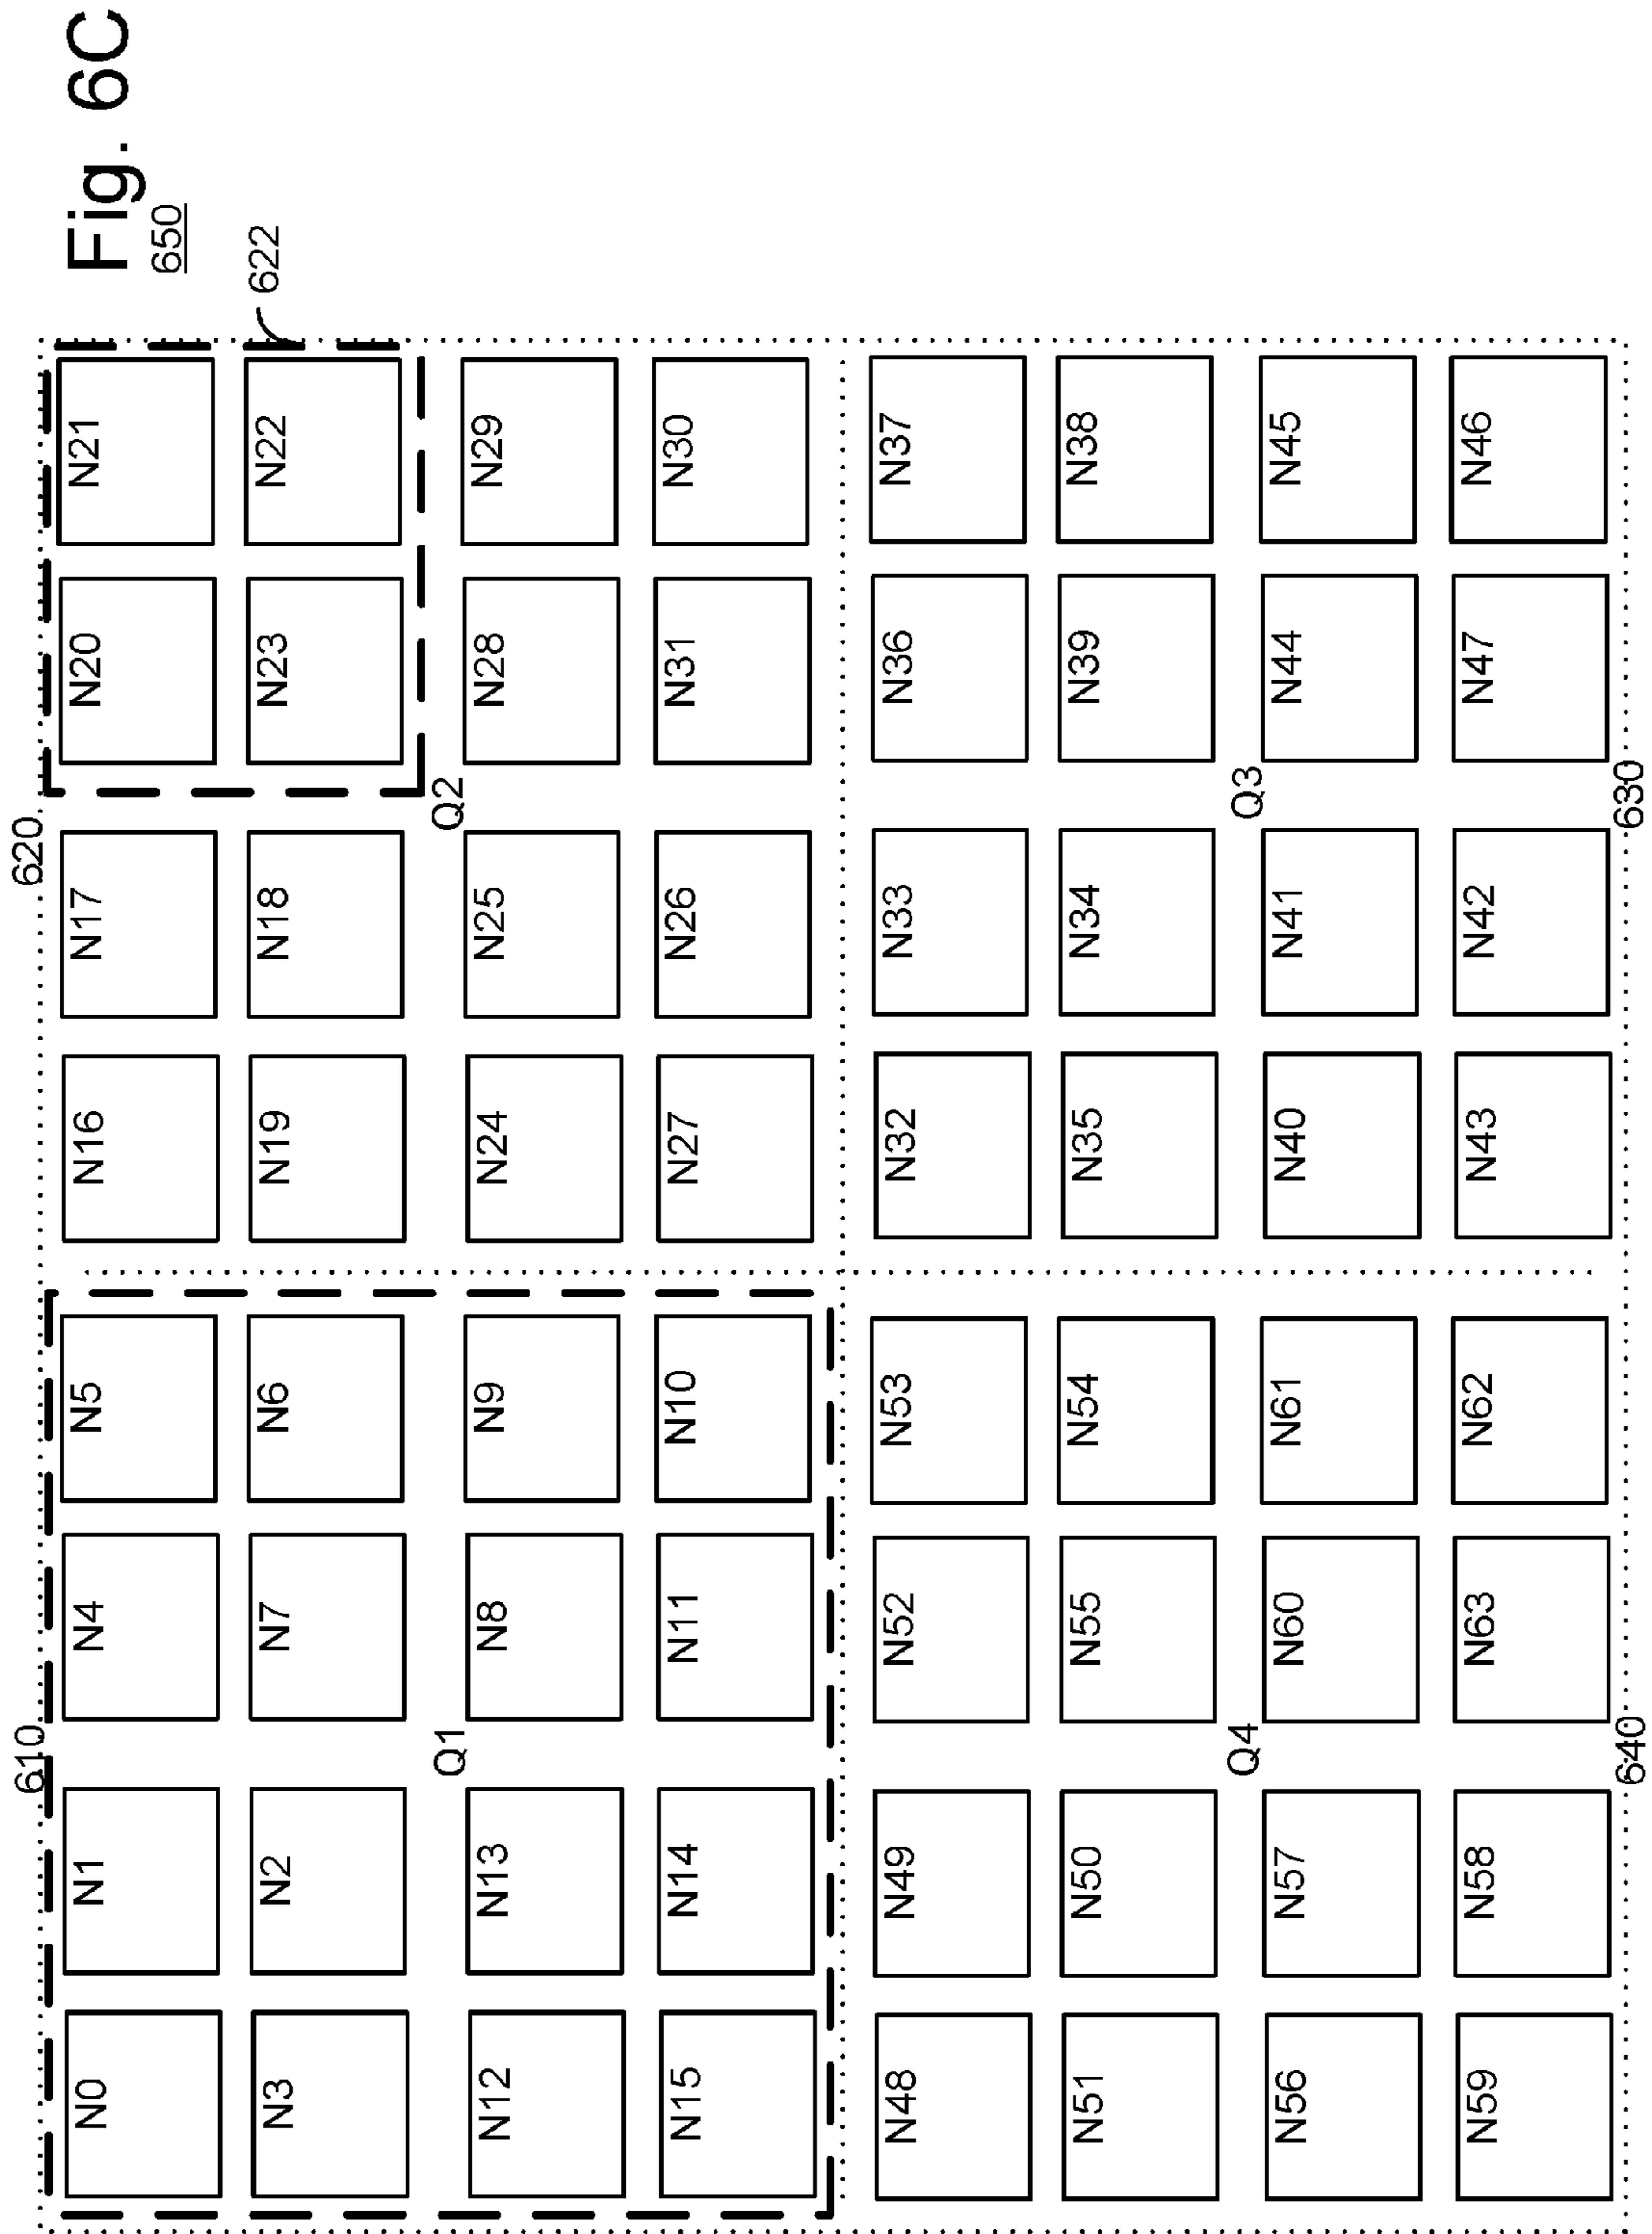 610 620
N0 N1 N4 N5 N16 N17 N20 N21
Fig. 6C
650
N3 N2 N7 N6 N19 N18 N23 N22 622
Q1 Q2
N12 N13 N8 N9 N24 N25 N28 N29
N15 N14 N11 N10 N27 N26 N31 N30
N48 N49 N52 N53 N32 N33 N36 N37
N51 N50 N55 N54 N35 N34 N39 N38
Q4 Q3
N56 N57 N60 N61 N40 N41 N44 N45
N59 N58 N63 N62 N43 N42 N47 N46
640 630